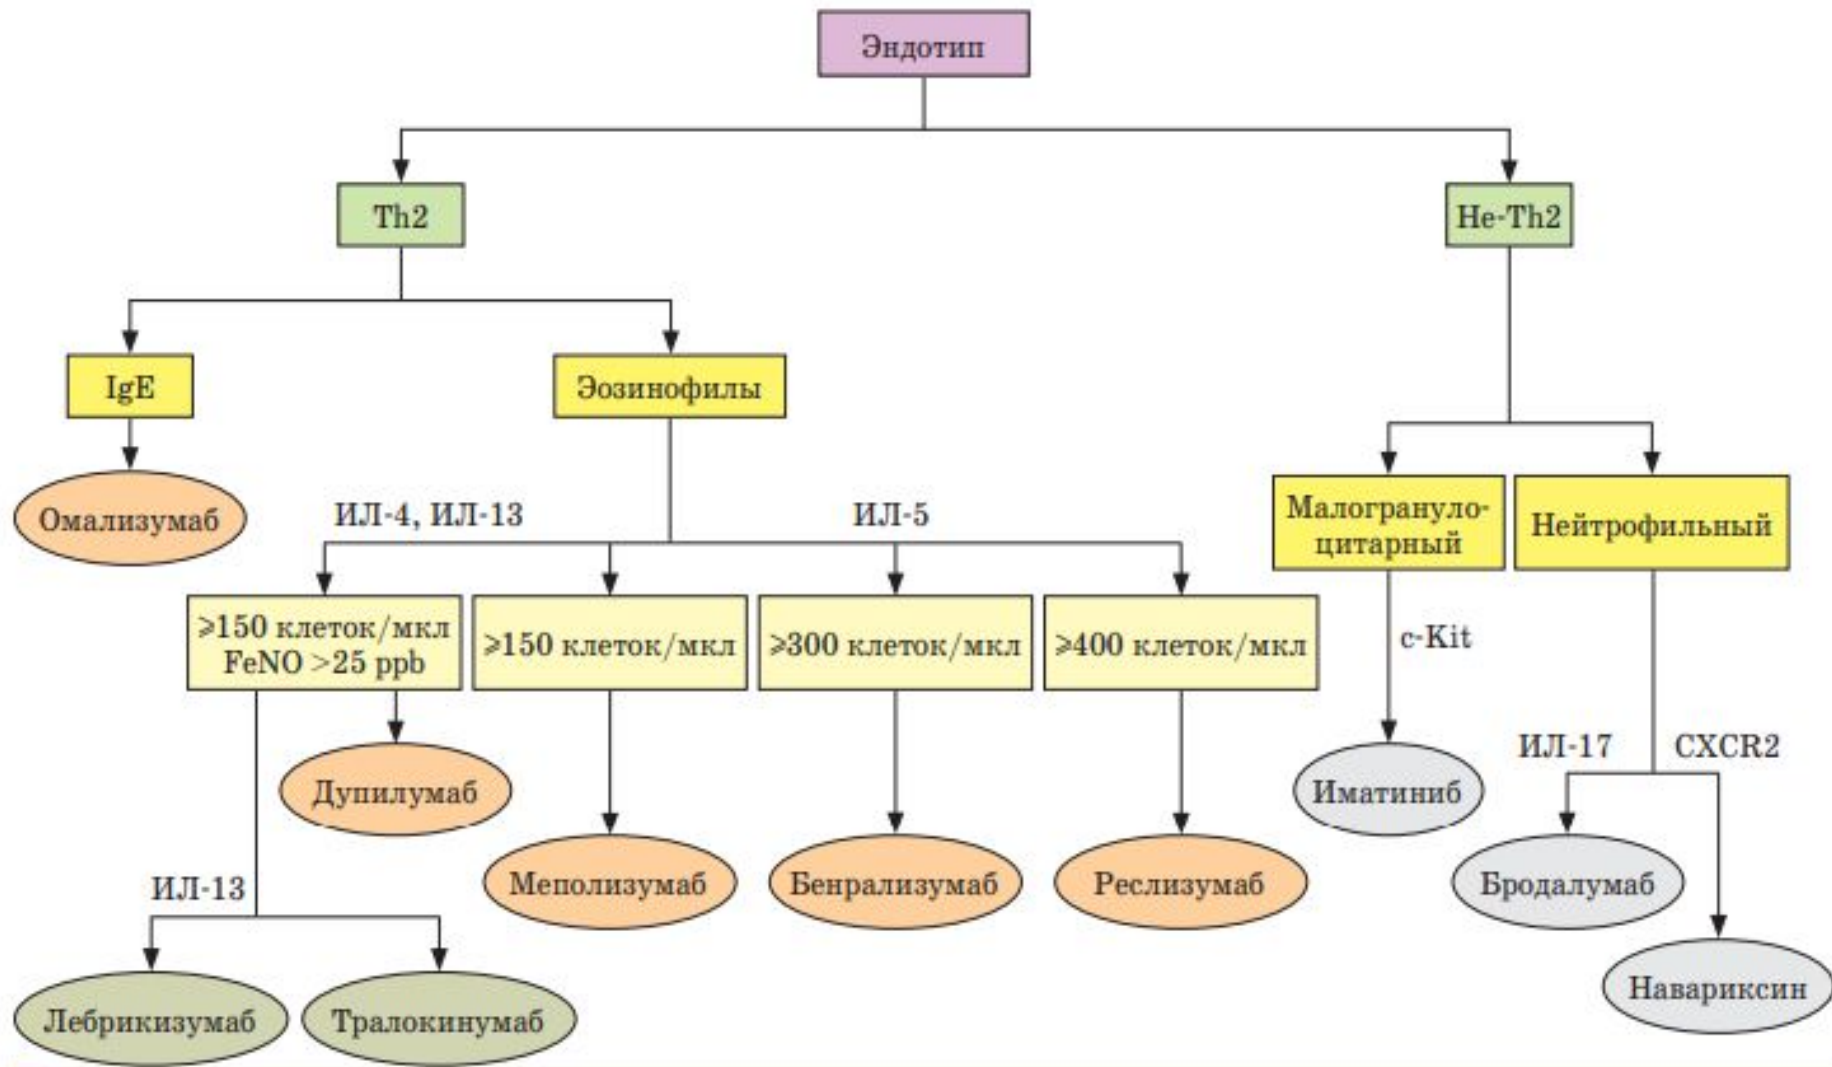 Эндотип
Th2
Не-Th2
IgE
Эозинофилы
Омализумаб
ИЛ-4, ИЛ-13
ИЛ-5
Малогрануло-
цитарный
Нейтрофильный
≥150 клеток/мкл
FeNO >25 ppb
≥150 клеток/мкл
≥300 клеток/мкл
≥400 клеток/мкл
c-Kit
Дупилумаб
ИЛ-17
CXCR2
Иматиниб
Меполизумаб
Бенрализумаб
Реслизумаб
Бродалумаб
ИЛ-13
Навариксин
Лебрикизумаб
Тралокинумаб